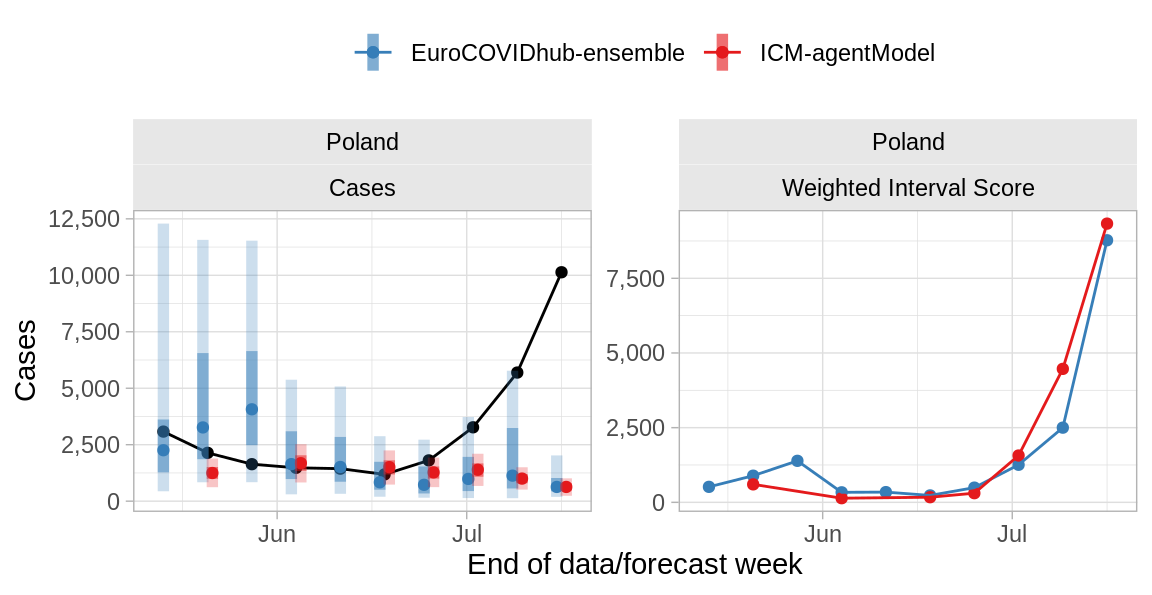 EuroCOVIDhub-ensemble ICM-agentModel
Poland Poland
Cases Weighted Interval Score
12,500
10,000
7,500
5,000
2,500
0
Cases
7,500
5,000
2,500
0
Jun Jul Jun Jul
End of data/forecast week